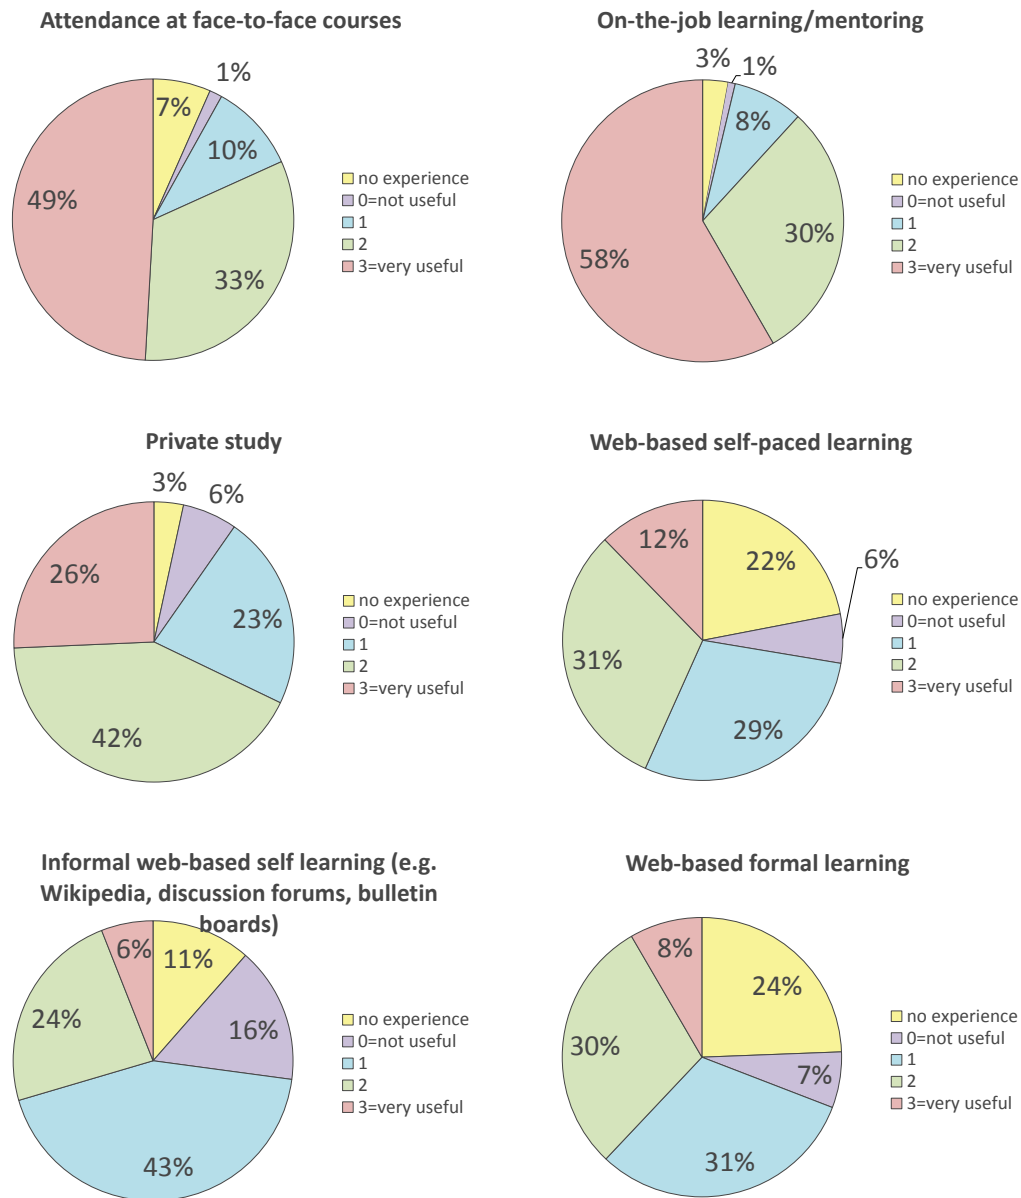 Attendance at face-to-face courses
1%
7%
10%
49%
33%
no experience
0=not useful
1
2
3=very useful
On-the-job learning/mentoring
3%
1%
8%
30%
58%
no experience
0=not useful
1
2
3=very useful
Private study
3%
6%
26%
23%
42%
no experience
0=not useful
1
2
3=very useful
Web-based self-paced learning
12%
22%
6%
31%
29%
no experience
0=not useful
1
2
3=very useful
Informal web-based self learning (e.g.
Wikipedia, discussion forums, bulletin
boards)
6%
11%
24%
16%
43%
no experience
0=not useful
1
2
3=very useful
Web-based formal learning
8%
24%
30%
7%
31%
no experience
0=not useful
1
2
3=very useful